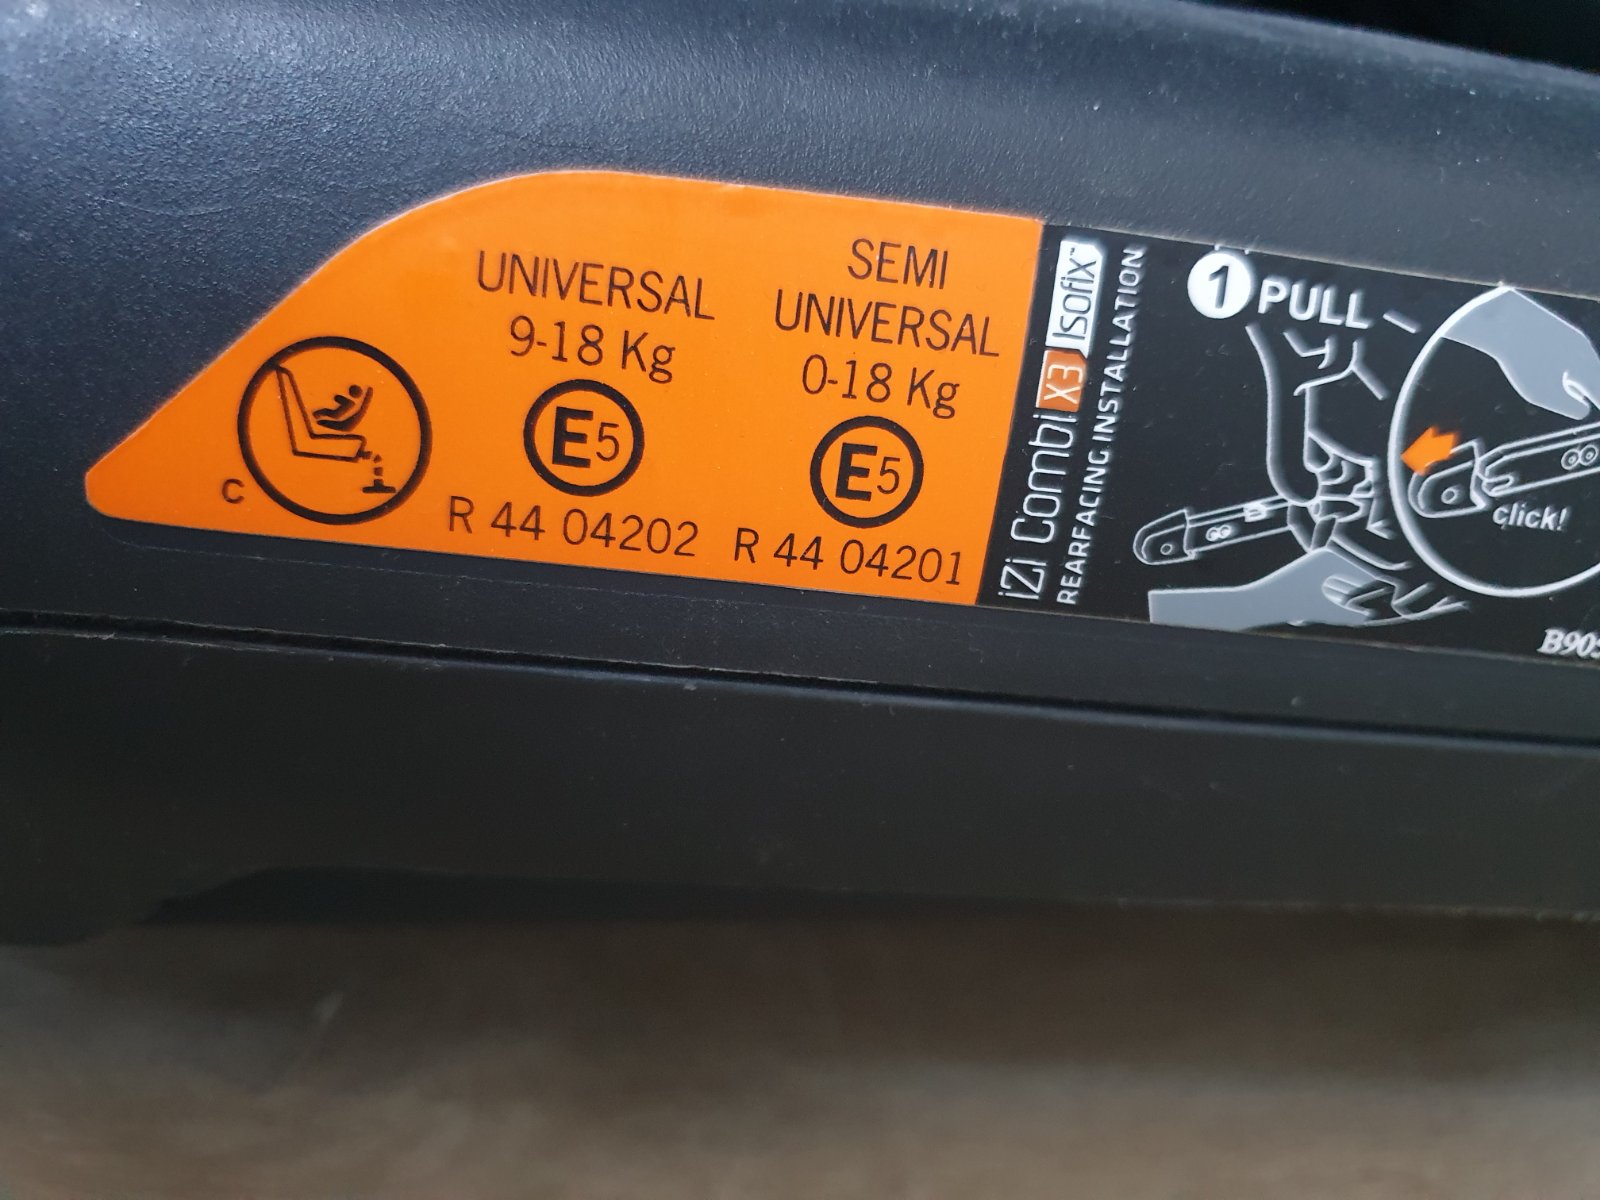 UNIVERSAL
9-18 Kg
E5
R 44 04202
SEMI
UNIVERSAL
0-18 Kg
E5
R 44 04201
C
iZi Combi X3 Isofix™
REARFACING INSTALLATION
1 PULL
click!